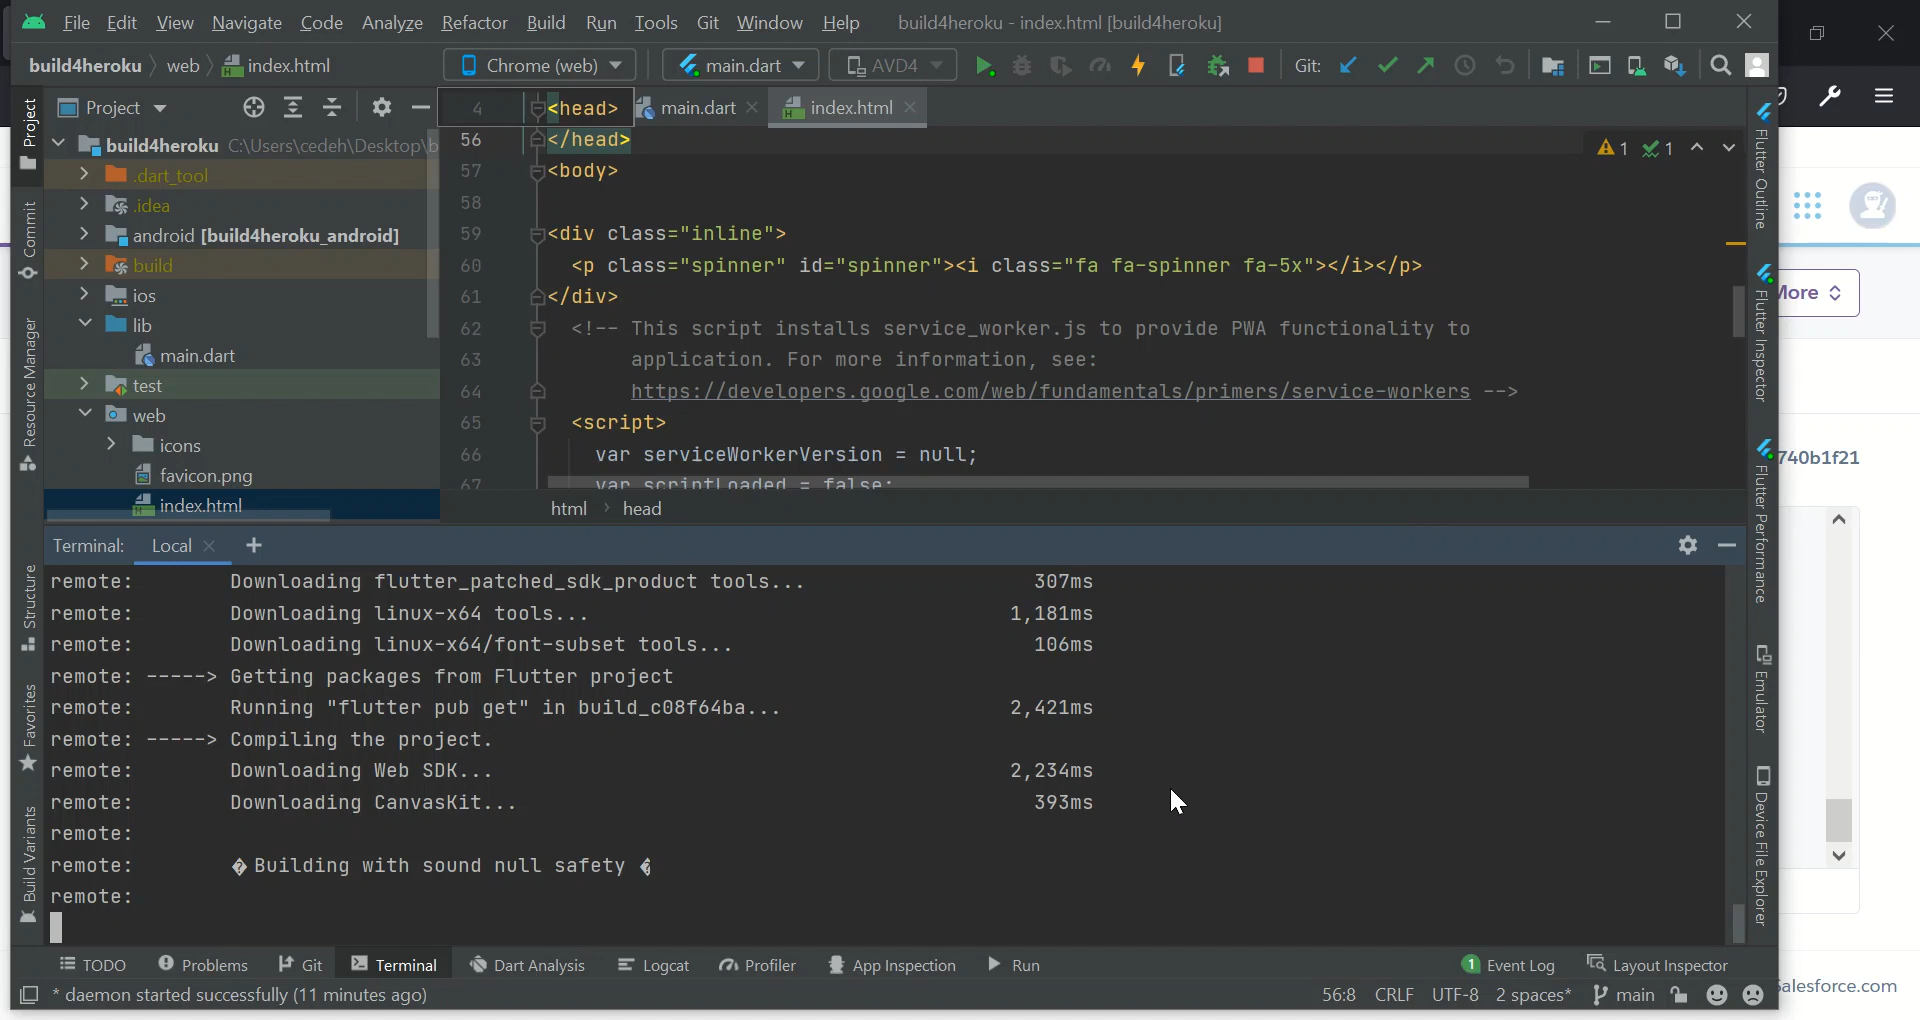 File Edit View Navigate Code Analyze Refactor Build Run Tools Git Window Help build4heroku - index.html [build4heroku]
build4heroku web index.html Chrome (web) main.dart AVD4 Git:
Project 4 <head> main.dart index.html
build4heroku C:\Users\cedeh\Desktop\b 56 </head> 1 1
.dart_tool 57 <body>
.idea 58
android [build4heroku_android] 59 <div class="inline">
build 60 <p class="spinner" id="spinner"><i class="fa fa-spinner fa-5x"></i></p>
ios 61 </div>
lib 62 <!-- This script installs service_worker.js to provide PWA functionality to
main.dart 63 application. For more information, see:
test 64 https://developers.google.com/web/fundamentals/primers/service-workers -->
web 65 <script>
icons 66 var serviceWorkerVersion = null;
favicon.png 67 var scriptLoaded = false;
index.html html head
Terminal: Local
remote: Downloading flutter_patched_sdk_product tools... 307ms
remote: Downloading linux-x64 tools... 1,181ms
remote: Downloading linux-x64/font-subset tools... 106ms
remote: -----> Getting packages from Flutter project
remote: Running "flutter pub get" in build_c08f64ba... 2,421ms
remote: -----> Compiling the project.
remote: Downloading Web SDK... 2,234ms
remote: Downloading CanvasKit... 393ms
remote:
remote: � Building with sound null safety �
remote:
TODO Problems Git Terminal Dart Analysis Logcat Profiler App Inspection Run 1 Event Log Layout Inspector
* daemon started successfully (11 minutes ago) 56:8 CRLF UTF-8 2 spaces* main
Project
Commit
Resource Manager
Structure
Favorites
Build Variants
Flutter Outline
Flutter Inspector
Flutter Performance
Emulator
Device File Explorer
More
740b1f21
alesforce.com